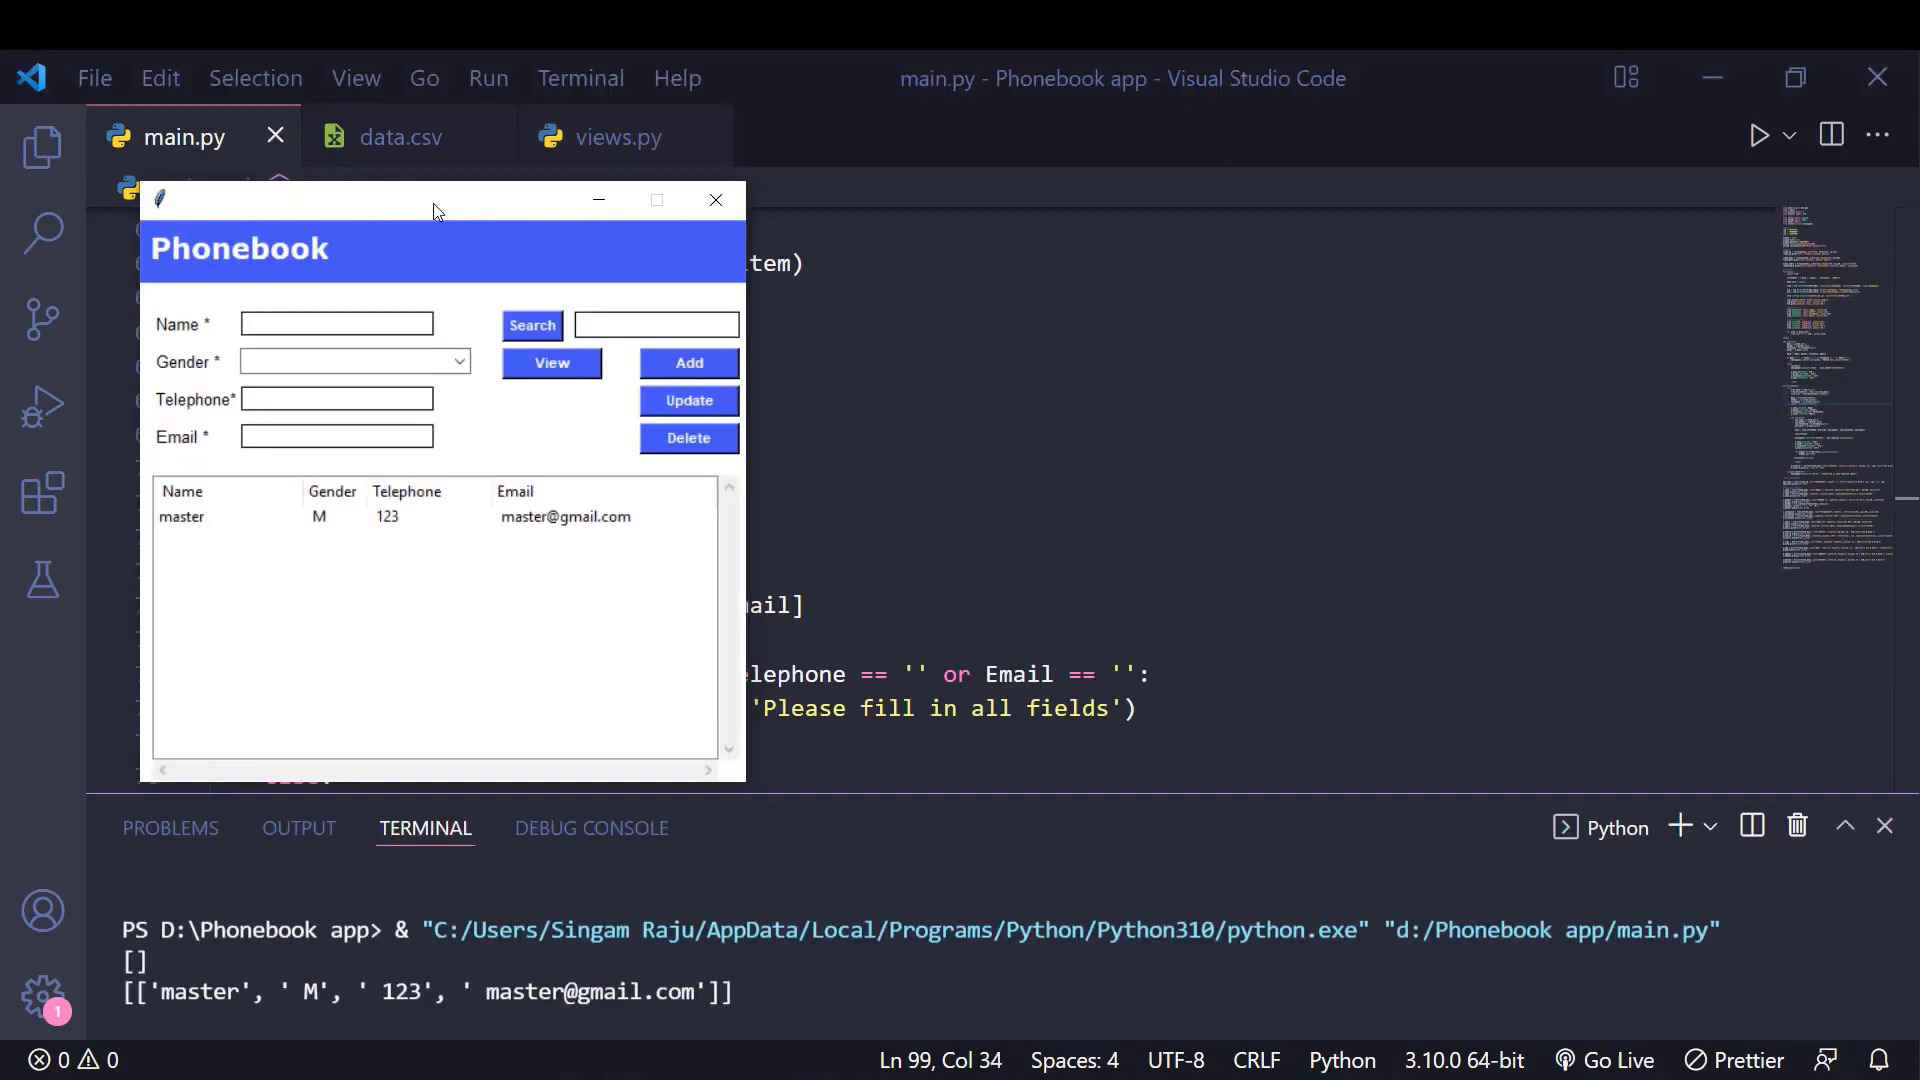 File Edit Selection View Go Run Terminal Help
main.py - Phonebook app - Visual Studio Code
main.py
data.csv
views.py
Phonebook
tem)
Name *
Search
Gender *
View
Add
Telephone*
Update
Email *
Delete
Name Gender Telephone Email
master M 123 master@gmail.com
ail]
elephone == '' or Email == '':
'Please fill in all fields')
PROBLEMS OUTPUT TERMINAL DEBUG CONSOLE
Python
PS D:\Phonebook app> & "C:/Users/Singam Raju/AppData/Local/Programs/Python/Python310/python.exe" "d:/Phonebook app/main.py"
[]
[['master', ' M', ' 123', ' master@gmail.com']]
1
0 0
Ln 99, Col 34 Spaces: 4 UTF-8 CRLF Python 3.10.0 64-bit Go Live Prettier